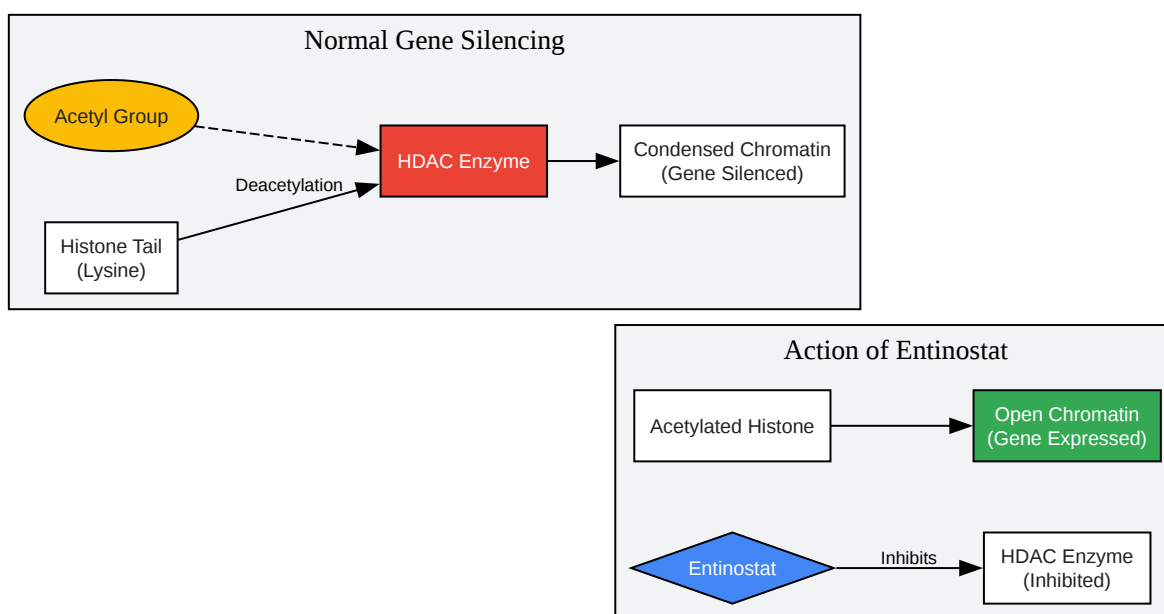 Normal Gene Silencing
Acetyl Group
HDAC Enzyme
Condensed Chromatin
(Gene Silenced)
Deacetylation
Histone Tail
(Lysine)
Action of Entinostat
Acetylated Histone
Open Chromatin
(Gene Expressed)
Entinostat
Inhibits
HDAC Enzyme
(Inhibited)